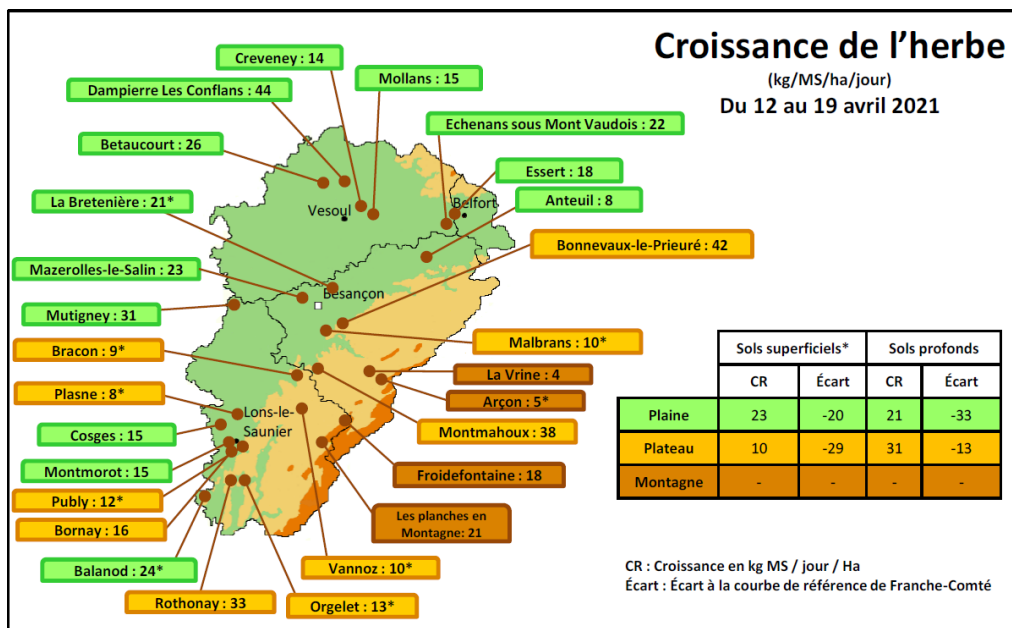 Croissance de l’herbe
(kg/MS/ha/jour)
Du 12 au 19 avril 2021
Creveney : 14
Mollans : 15
Dampierre Les Conflans : 44
Echenans sous Mont Vaudois : 22
Betaucourt : 26
Essert : 18
La Bretenière : 21*
Anteuil : 8
Vesoul
Belfort
Bonnevaux-le-Prieuré : 42
Mazerolles-le-Salin : 23
Besançon
Mutigney : 31
Malbrans : 10*
Bracon : 9*
La Vrine : 4
Plasne : 8*
Arçon : 5*
Lons-le-
Saunier
Cosges : 15
Montmahoux : 38
Montmorot : 15
Froidefontaine : 18
Publy : 12*
Les planches en
Montagne: 21
Bornay : 16
Balanod : 24*
Vannoz : 10*
Rothonay : 33
Orgelet : 13*
Sols superficiels* Sols profonds
CR Écart CR Écart
Plaine 23 -20 21 -33
Plateau 10 -29 31 -13
Montagne - - - -
CR : Croissance en kg MS / jour / Ha
Écart : Écart à la courbe de référence de Franche-Comté